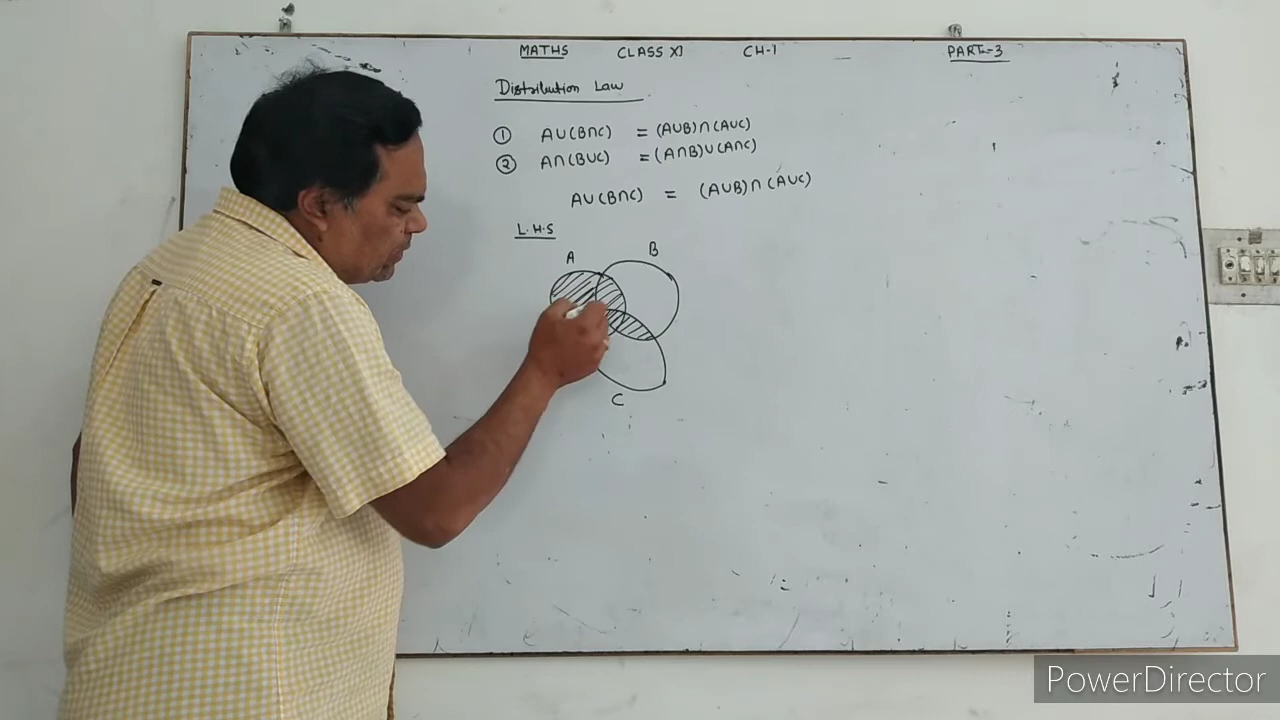 MATHS CLASS XI CH-1 PART-3
Distribution Law
① A∪(B∩C) = (A∪B)∩(A∪C)
② A∩(B∪C) = (A∩B)∪(A∩C)
A∪(B∩C) = (A∪B)∩(A∪C)
L.H.S
A B
C
PowerDirector